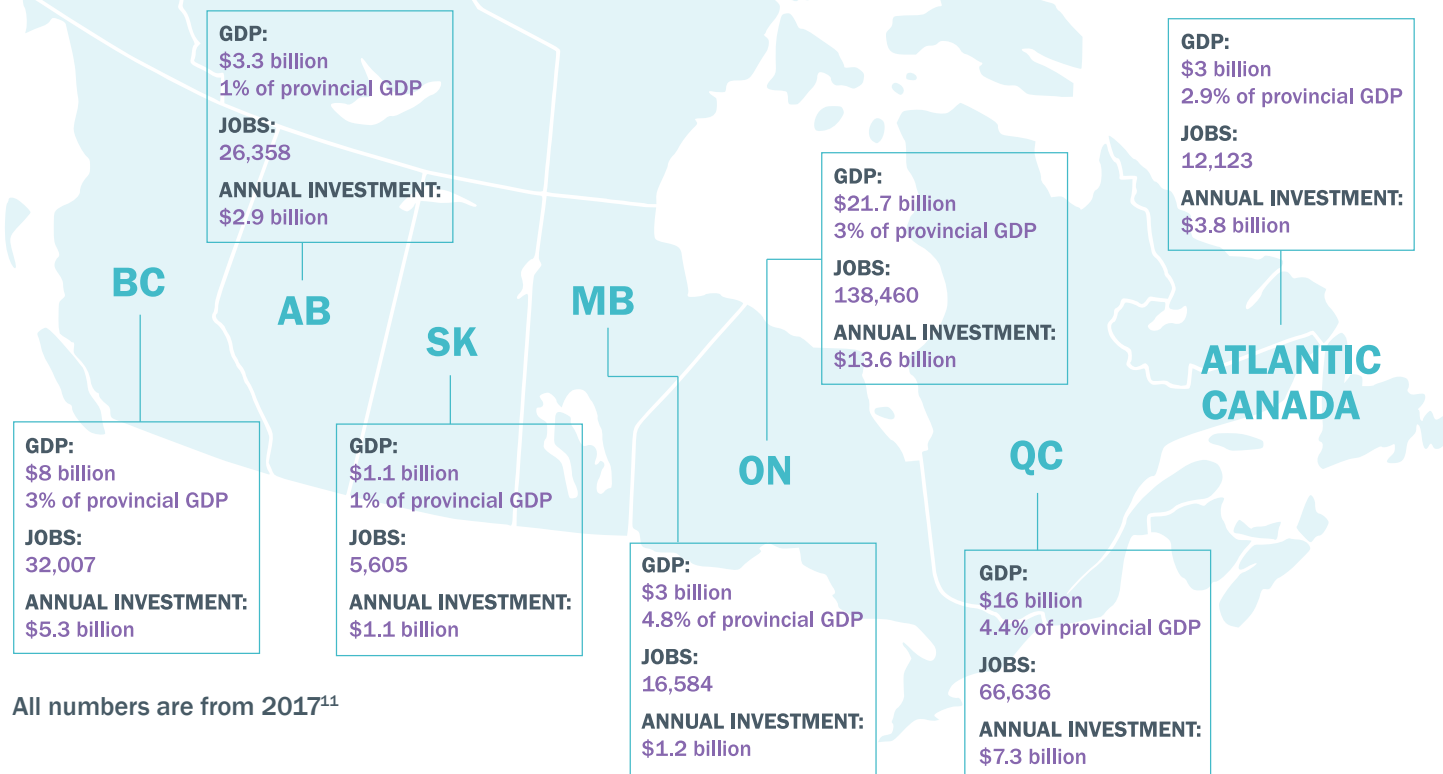 GDP:
$3.3 billion
1% of provincial GDP
JOBS:
26,358
ANNUAL INVESTMENT:
$2.9 billion
GDP:
$3 billion
2.9% of provincial GDP
JOBS:
12,123
ANNUAL INVESTMENT:
$3.8 billion
GDP:
$21.7 billion
3% of provincial GDP
JOBS:
138,460
ANNUAL INVESTMENT:
$13.6 billion
BC
AB
SK
MB
ATLANTIC
CANADA
ON
QC
GDP:
$8 billion
3% of provincial GDP
JOBS:
32,007
ANNUAL INVESTMENT:
$5.3 billion
GDP:
$1.1 billion
1% of provincial GDP
JOBS:
5,605
ANNUAL INVESTMENT:
$1.1 billion
GDP:
$3 billion
4.8% of provincial GDP
JOBS:
16,584
ANNUAL INVESTMENT:
$1.2 billion
GDP:
$16 billion
4.4% of provincial GDP
JOBS:
66,636
ANNUAL INVESTMENT:
$7.3 billion
All numbers are from 2017¹¹